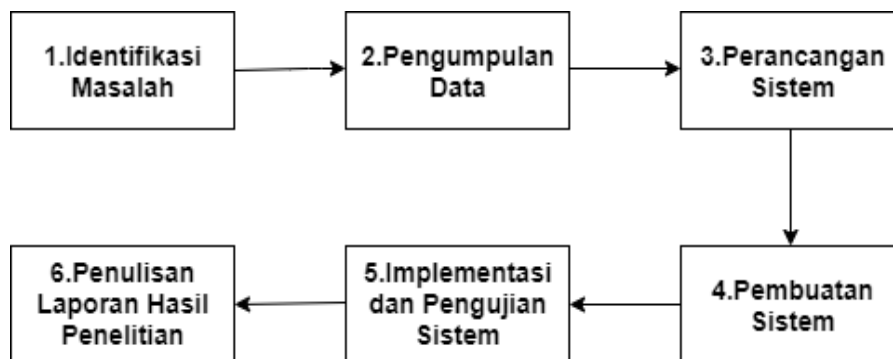 1.Identifikasi
Masalah
2.Pengumpulan
Data
3.Perancangan
Sistem
4.Pembuatan
Sistem
5.Implementasi
dan Pengujian
Sistem
6.Penulisan
Laporan Hasil
Penelitian